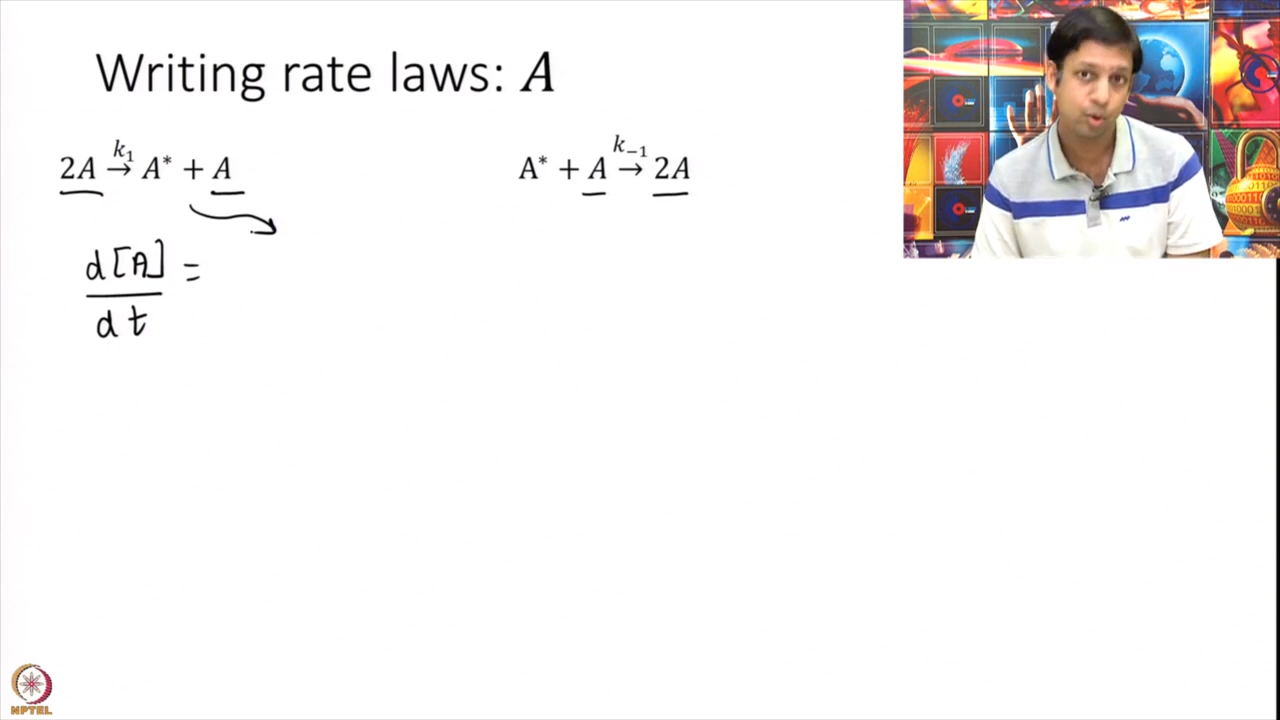 Writing rate laws: A
2A k₁→ A* + A
A* + A k₋₁→ 2A
d[A] =
dt
NPTEL